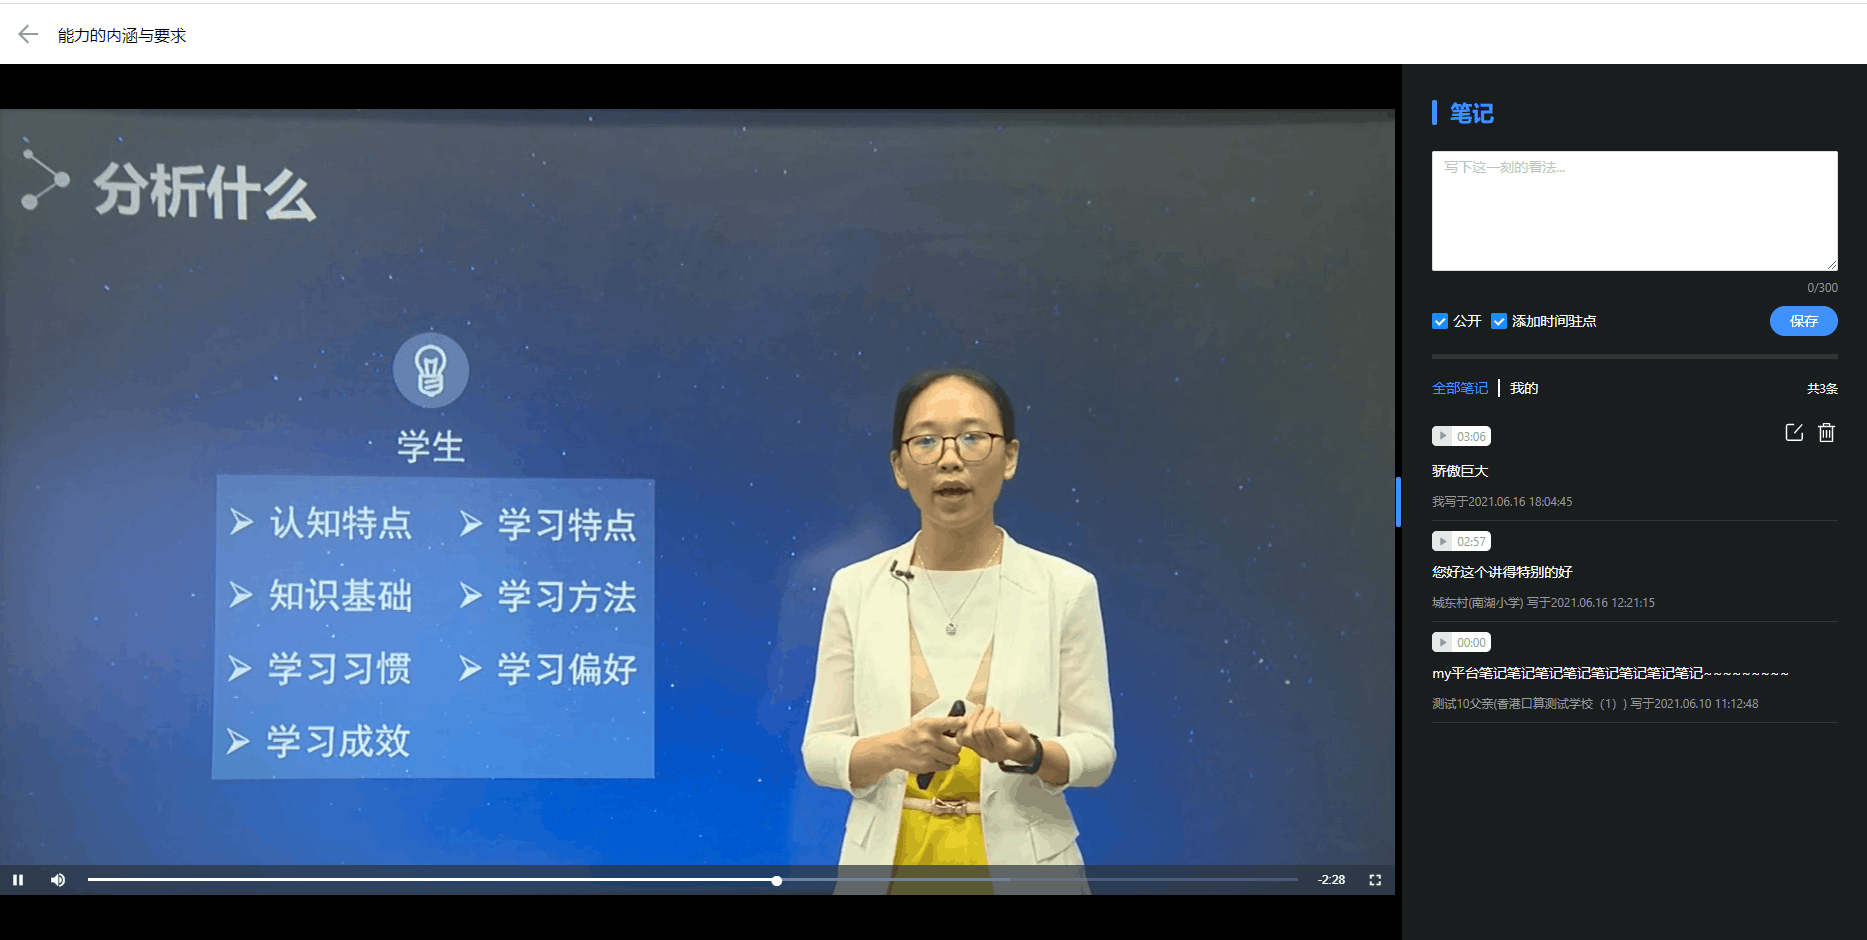 能力的内涵与要求
分析什么
学生
认知特点 学习特点
知识基础 学习方法
学习习惯 学习偏好
学习成效
-2:28
笔记
写下这一刻的看法...
0/300
公开 添加时间驻点 保存
全部笔记 我的 共3条
03:06
骄傲巨大
我写于2021.06.16 18:04:45
02:57
您好这个讲得特别的好
城东村(南湖小学) 写于2021.06.16 12:21:15
00:00
my平台笔记笔记笔记笔记笔记笔记笔记笔记~~~~~~~~~
测试10父亲(香港口算测试学校（1）) 写于2021.06.10 11:12:48